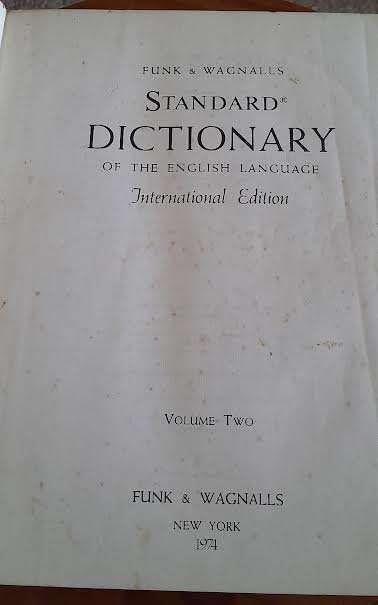 FUNK & WAGNALLS
STANDARD®
DICTIONARY
OF THE ENGLISH LANGUAGE
International Edition
VOLUME TWO
FUNK & WAGNALLS
NEW YORK
1974